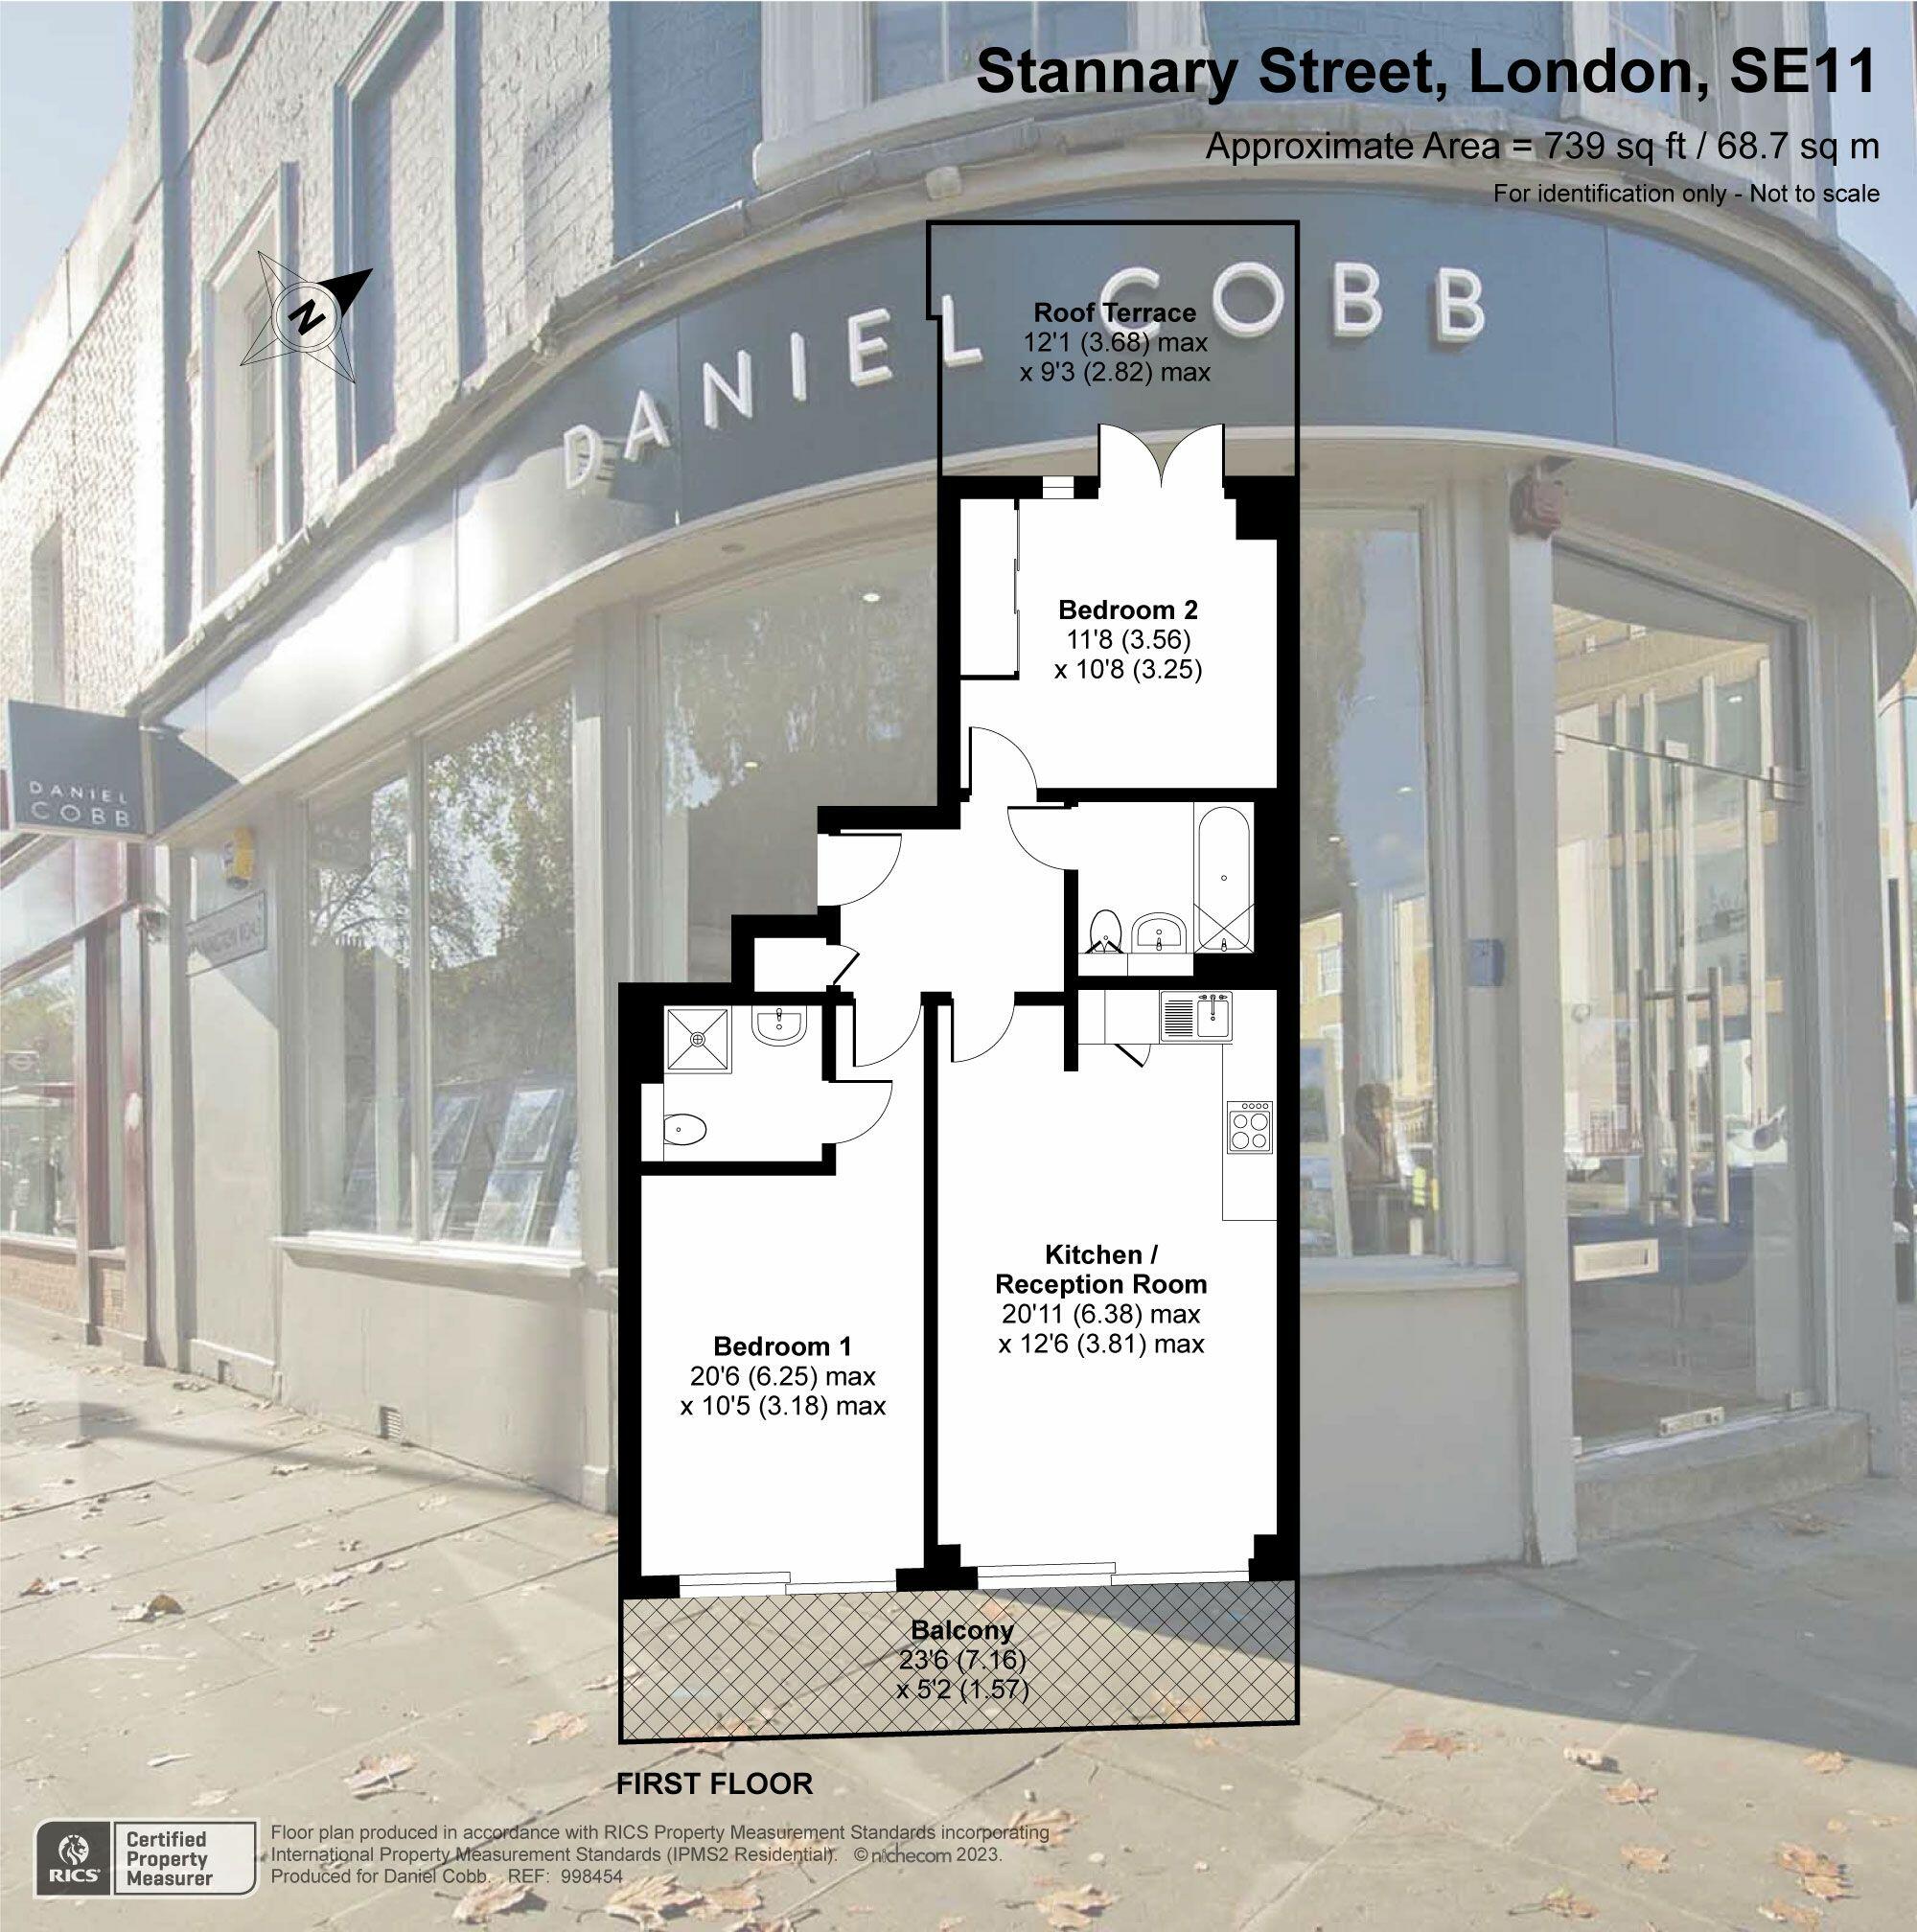 Stannary Street, London, SE11
Approximate Area = 739 sq ft / 68.7 sq m
For identification only - Not to scale
N
DANIEL COBB
Roof Terrace
12'1 (3.68) max
x 9'3 (2.82) max
Bedroom 2
11'8 (3.56)
x 10'8 (3.25)
DANIEL
COBB
Kitchen /
Reception Room
20'11 (6.38) max
x 12'6 (3.81) max
Bedroom 1
20'6 (6.25) max
x 10'5 (3.18) max
Balcony
23'6 (7.16)
x 5'2 (1.57)
FIRST FLOOR
RICS
Certified
Property
Measurer
Floor plan produced in accordance with RICS Property Measurement Standards incorporating
International Property Measurement Standards (IPMS2 Residential). © nichecom 2023.
Produced for Daniel Cobb. REF: 998454